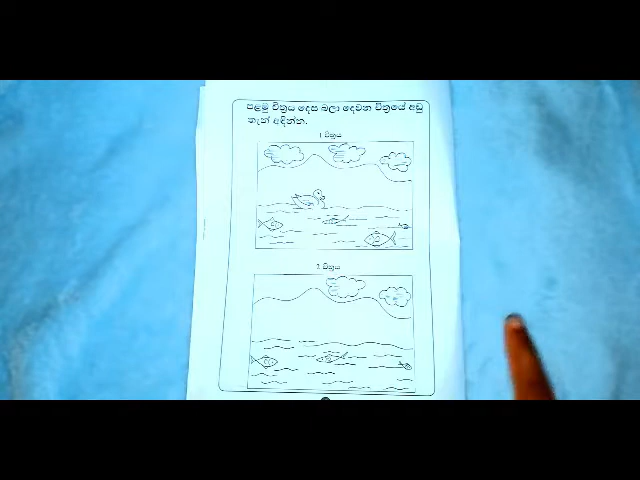 පළමු චිත්‍රය දෙස බලා දෙවන චිත්‍රයේ අඩු
තැන් අඳින්න.
1 චිත්‍රය
2 චිත්‍රය